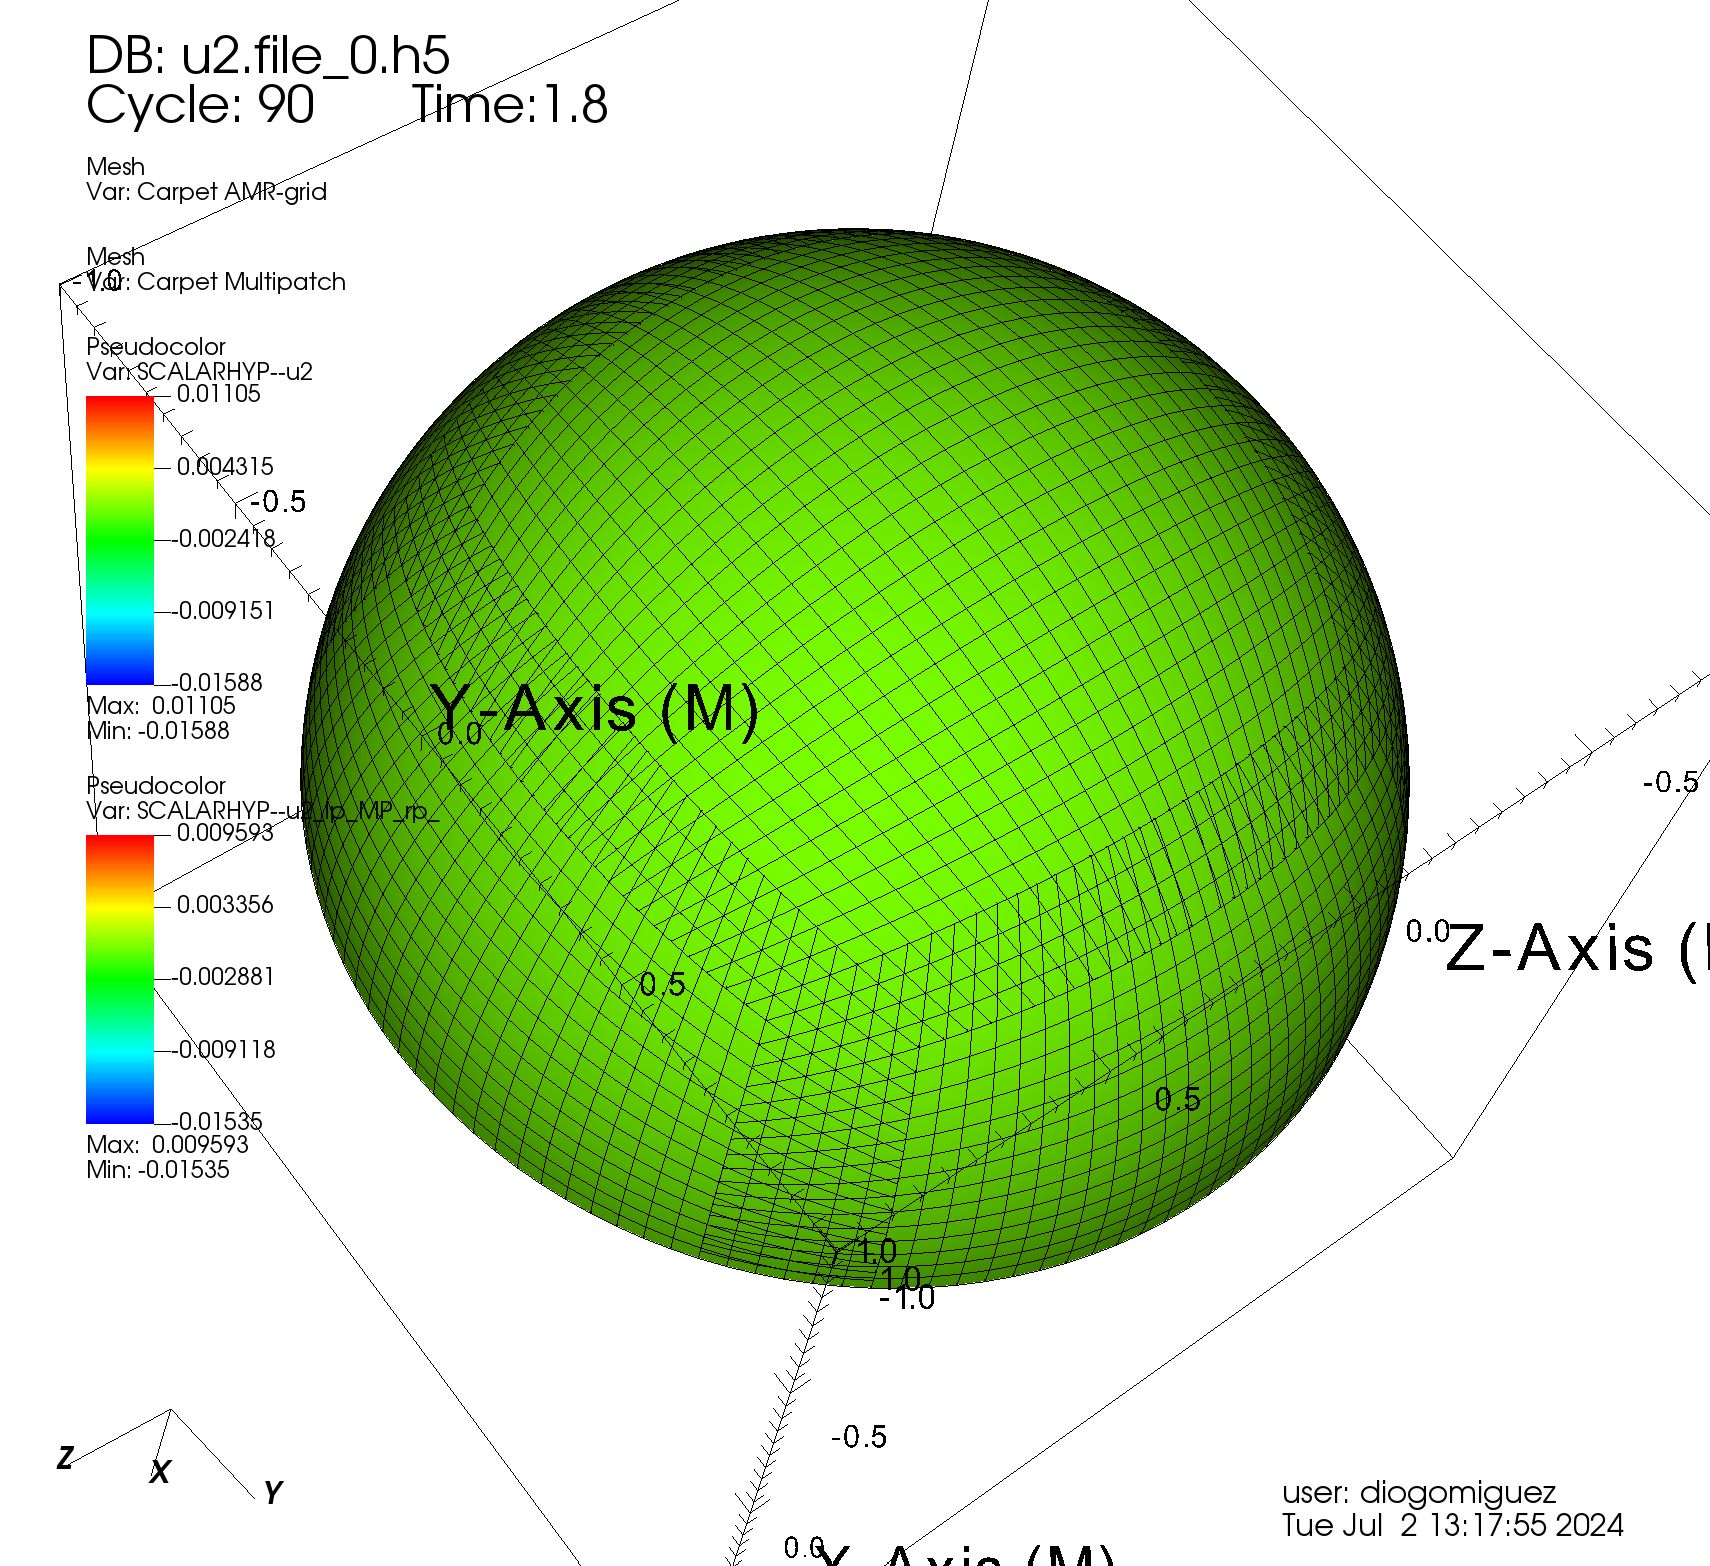 DB: u2.file_0.h5
Cycle: 90 Time:1.8
Mesh
Var: Carpet AMR-grid
Mesh
Var: Carpet Multipatch
-1.0
Pseudocolor
Var: SCALARHYP--u2
0.01105
0.004315
-0.002418
-0.009151
-0.01588
Max: 0.01105
Min: -0.01588
Pseudocolor
Var: SCALARHYP--u2_lp_MP_rp_
0.009593
0.003356
-0.002881
-0.009118
-0.01535
Max: 0.009593
Min: -0.01535
-0.5
Y-Axis (M)
0.0
0.5
1.0
-0.5
0.0
Z-Axis (
0.5
1.0
-1.0
-0.5
0.0
X-Axis (M)
Z
X
Y
user: diogomiguez
Tue Jul 2 13:17:55 2024